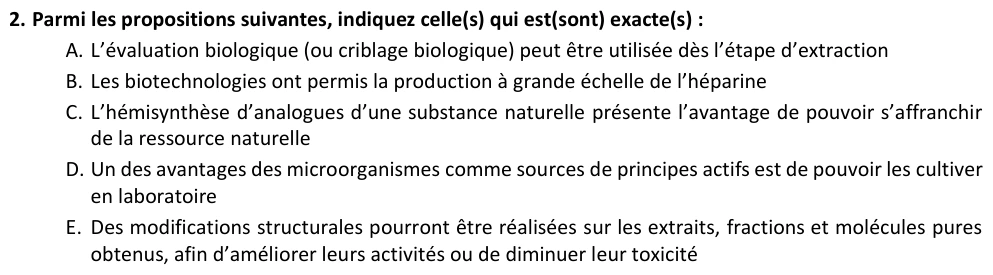 2. Parmi les propositions suivantes, indiquez celle(s) qui est(sont) exacte(s) :
A. L’évaluation biologique (ou criblage biologique) peut être utilisée dès l’étape d’extraction
B. Les biotechnologies ont permis la production à grande échelle de l’héparine
C. L’hémisynthèse d’analogues d’une substance naturelle présente l’avantage de pouvoir s’affranchir
de la ressource naturelle
D. Un des avantages des microorganismes comme sources de principes actifs est de pouvoir les cultiver
en laboratoire
E. Des modifications structurales pourront être réalisées sur les extraits, fractions et molécules pures
obtenus, afin d’améliorer leurs activités ou de diminuer leur toxicité